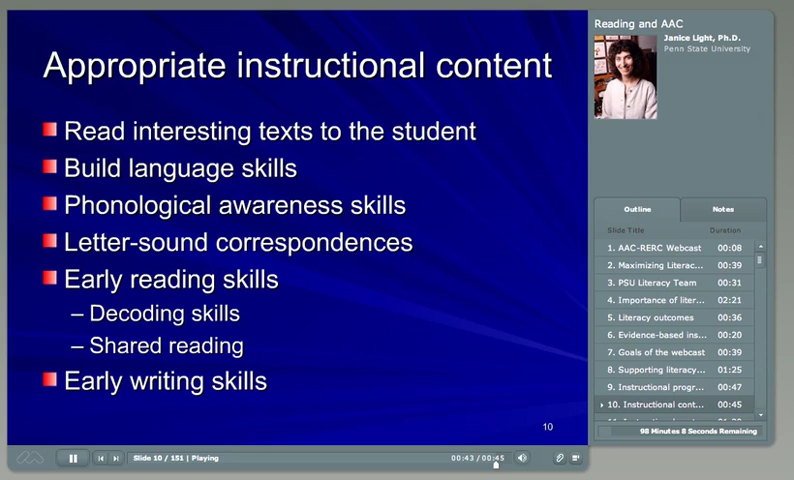 Appropriate instructional content
Read interesting texts to the student
Build language skills
Phonological awareness skills
Letter-sound correspondences
Early reading skills
– Decoding skills
– Shared reading
Early writing skills
10
Reading and AAC
Janice Light, Ph.D.
Penn State University
Outline
Notes
Slide Title Duration
1. AAC-RERC Webcast 00:08
2. Maximizing Literac... 00:39
3. PSU Literacy Team 00:31
4. Importance of liter... 02:21
5. Literacy outcomes 00:36
6. Evidence-based ins... 00:20
7. Goals of the webcast 00:39
8. Supporting literacy... 01:25
9. Instructional progr... 00:47
10. Instructional cont... 00:45
98 Minutes 8 Seconds Remaining
Slide 10 / 151 | Playing
00:43 / 00:45